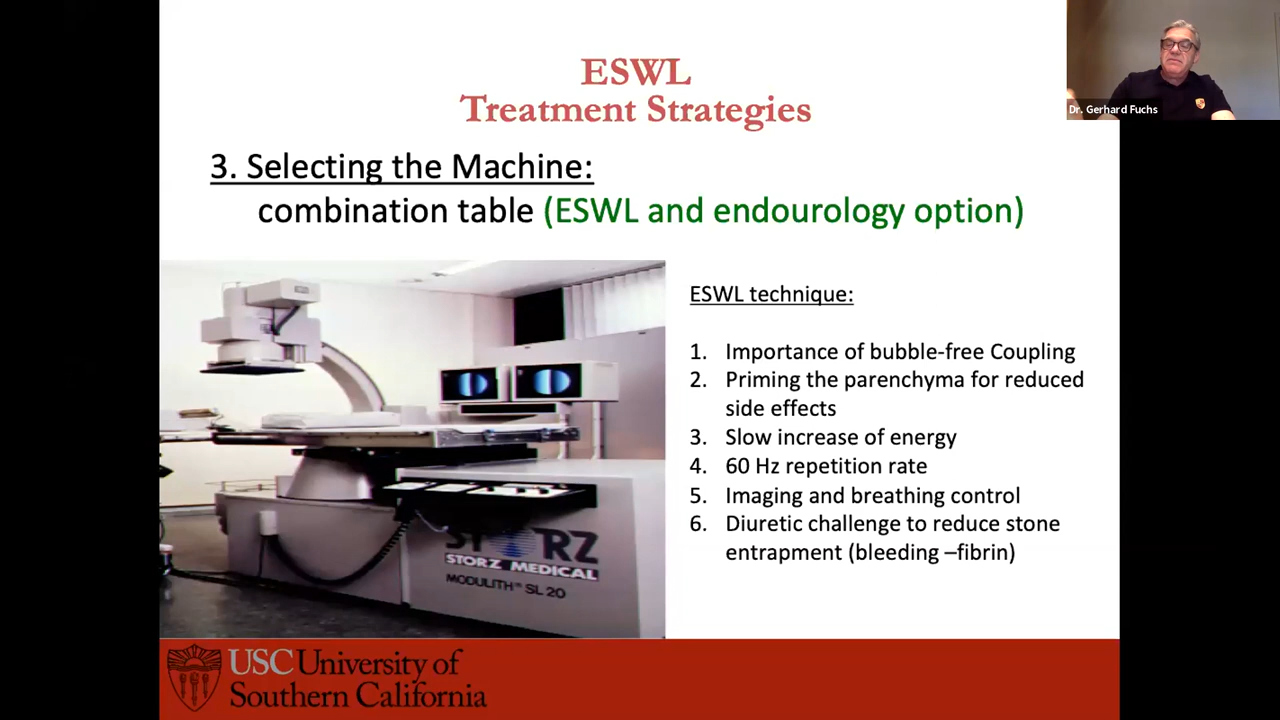 ESWL
Treatment Strategies
Dr. Gerhard Fuchs
3. Selecting the Machine:
combination table (ESWL and endourology option)
ESWL technique:
1. Importance of bubble-free Coupling
2. Priming the parenchyma for reduced
side effects
3. Slow increase of energy
4. 60 Hz repetition rate
5. Imaging and breathing control
6. Diuretic challenge to reduce stone
entrapment (bleeding –fibrin)
STORZ
STORZ MEDICAL
MODULITH™ SL 20
USC University of
Southern California